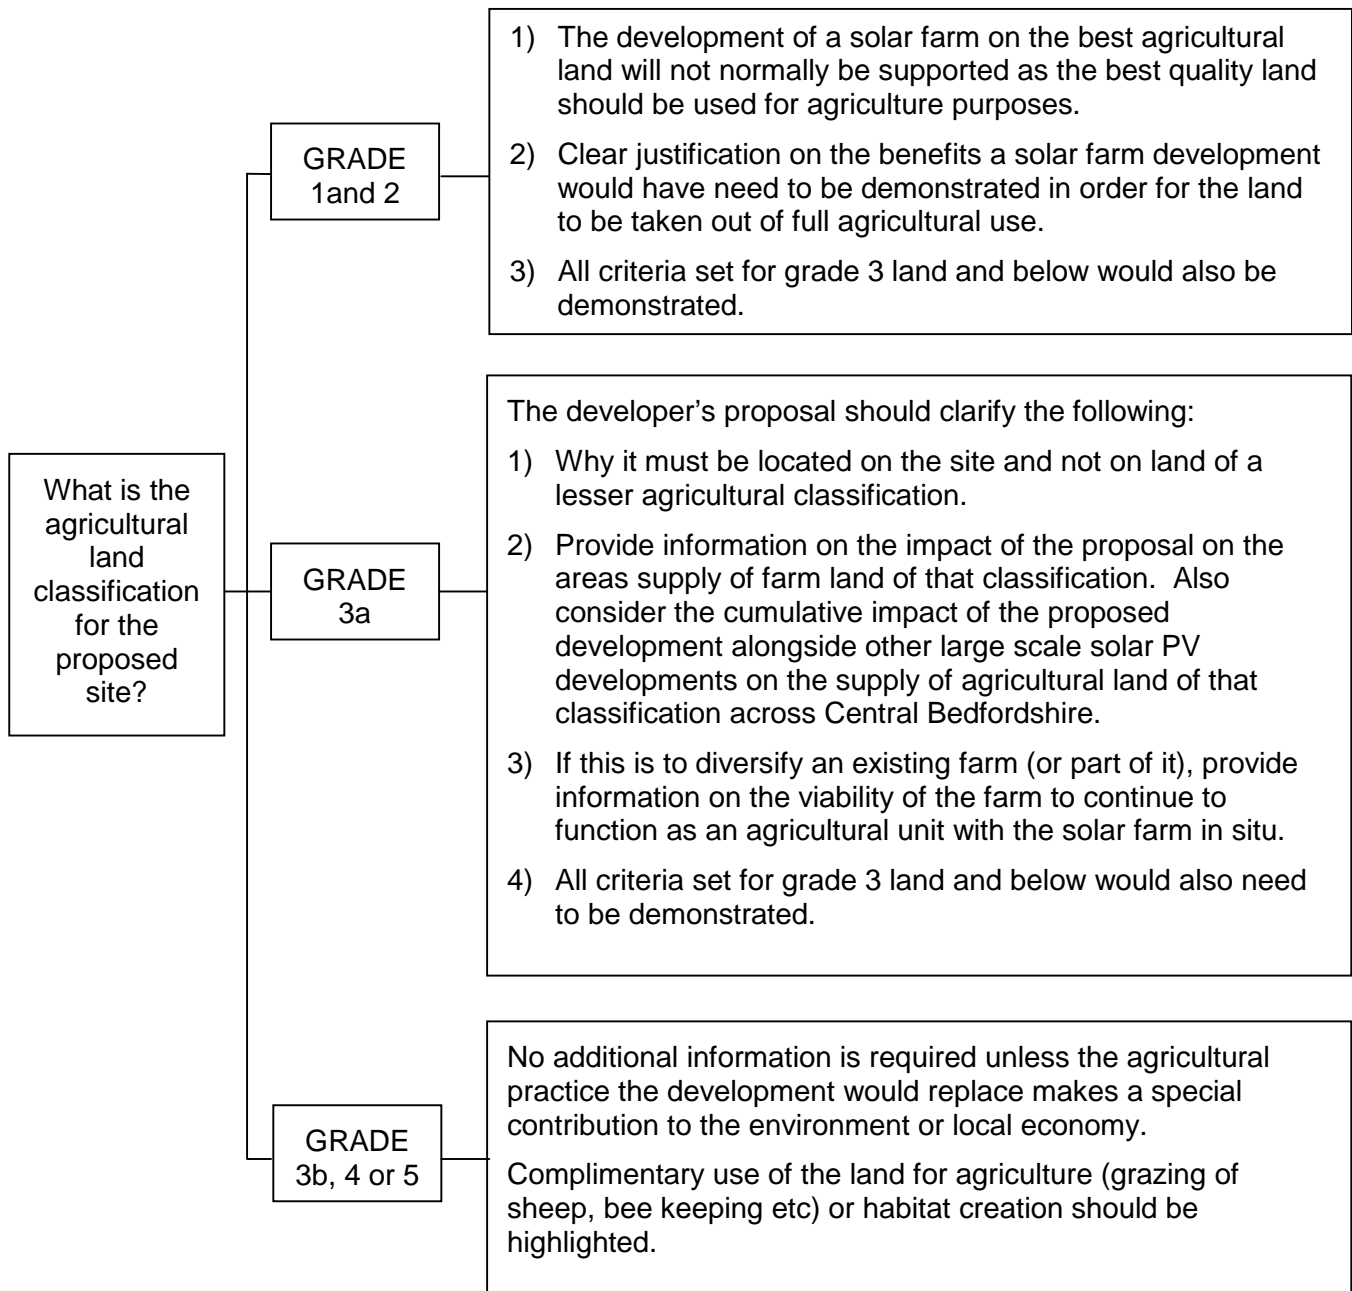 What is the
agricultural
land
classification
for the
proposed
site?
GRADE
1and 2
1) The development of a solar farm on the best agricultural
land will not normally be supported as the best quality land
should be used for agriculture purposes.
2) Clear justification on the benefits a solar farm development
would have need to be demonstrated in order for the land
to be taken out of full agricultural use.
3) All criteria set for grade 3 land and below would also be
demonstrated.
GRADE
3a
The developer’s proposal should clarify the following:
1) Why it must be located on the site and not on land of a
lesser agricultural classification.
2) Provide information on the impact of the proposal on the
areas supply of farm land of that classification. Also
consider the cumulative impact of the proposed
development alongside other large scale solar PV
developments on the supply of agricultural land of that
classification across Central Bedfordshire.
3) If this is to diversify an existing farm (or part of it), provide
information on the viability of the farm to continue to
function as an agricultural unit with the solar farm in situ.
4) All criteria set for grade 3 land and below would also need
to be demonstrated.
GRADE
3b, 4 or 5
No additional information is required unless the agricultural
practice the development would replace makes a special
contribution to the environment or local economy.
Complimentary use of the land for agriculture (grazing of
sheep, bee keeping etc) or habitat creation should be
highlighted.